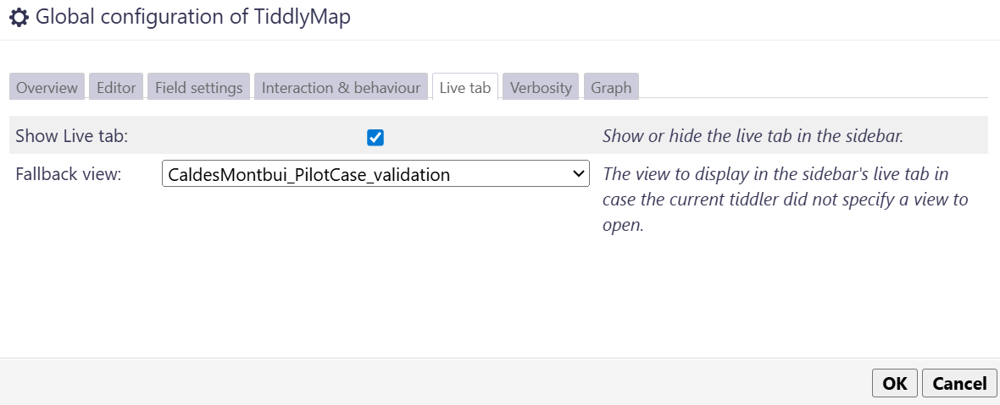 Global configuration of TiddlyMap
Overview Editor Field settings Interaction & behaviour Live tab Verbosity Graph
Show Live tab: Show or hide the live tab in the sidebar.
Fallback view: CaldesMontbui_PilotCase_validation The view to display in the sidebar's live tab in
case the current tiddler did not specify a view to
open.
OK Cancel